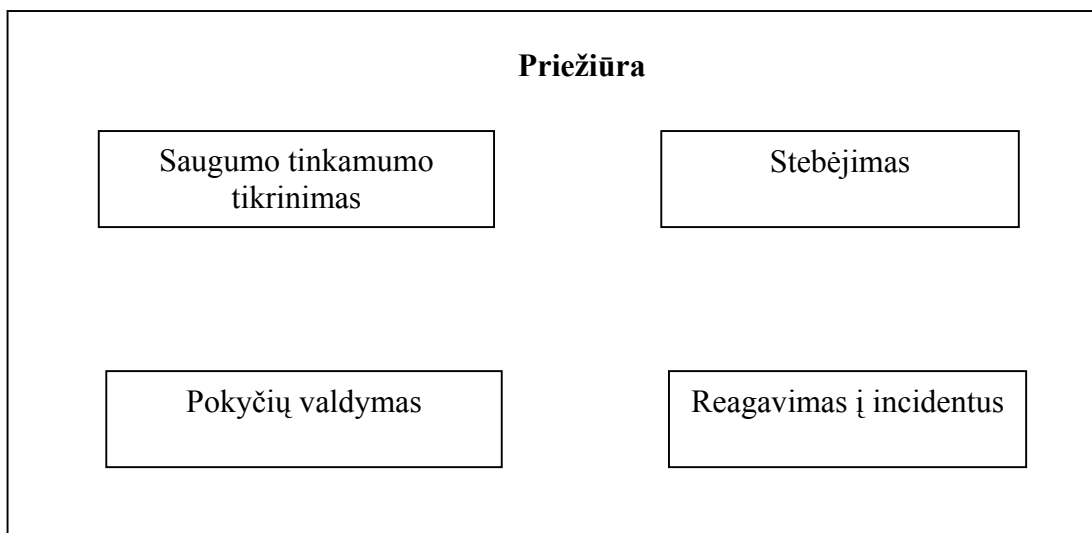 Priežiūra
Saugumo tinkamumo
tikrinimas
Stebėjimas
Pokyčių valdymas
Reagavimas į incidentus